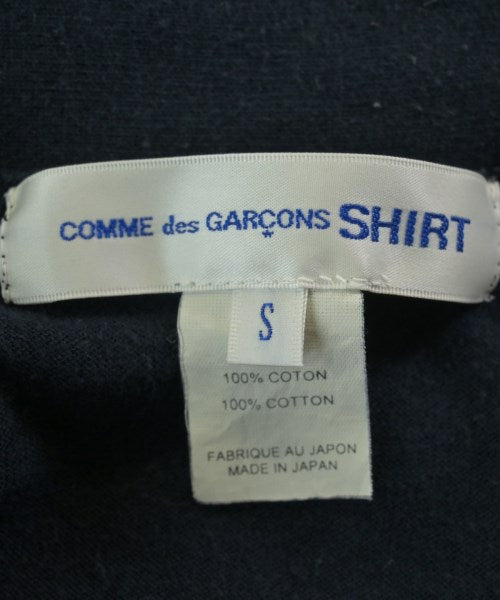 COMME des GARÇONS SHIRT
S
100% COTON
100% COTTON
FABRIQUE AU JAPON
MADE IN JAPAN